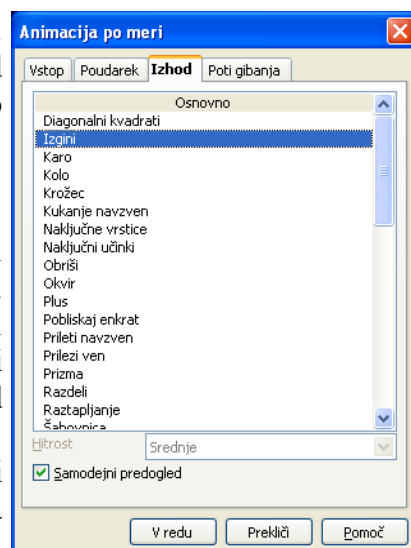 Animacija po meri
Vstop Poudarek Izhod Poti gibanja
Osnovno
Diagonalni kvadrati
Izgini
Karo
Kolo
Krožec
Kukanje navzven
Naključne vrstice
Naključni učinki
Obriši
Okvir
Plus
Pobliskaj enkrat
Prileti navzven
Prilezi ven
Prizma
Razdeli
Raztapljanje
Šahovnica
Hitrost Srednje
Samodejni predogled
V redu Prekliči Pomoč